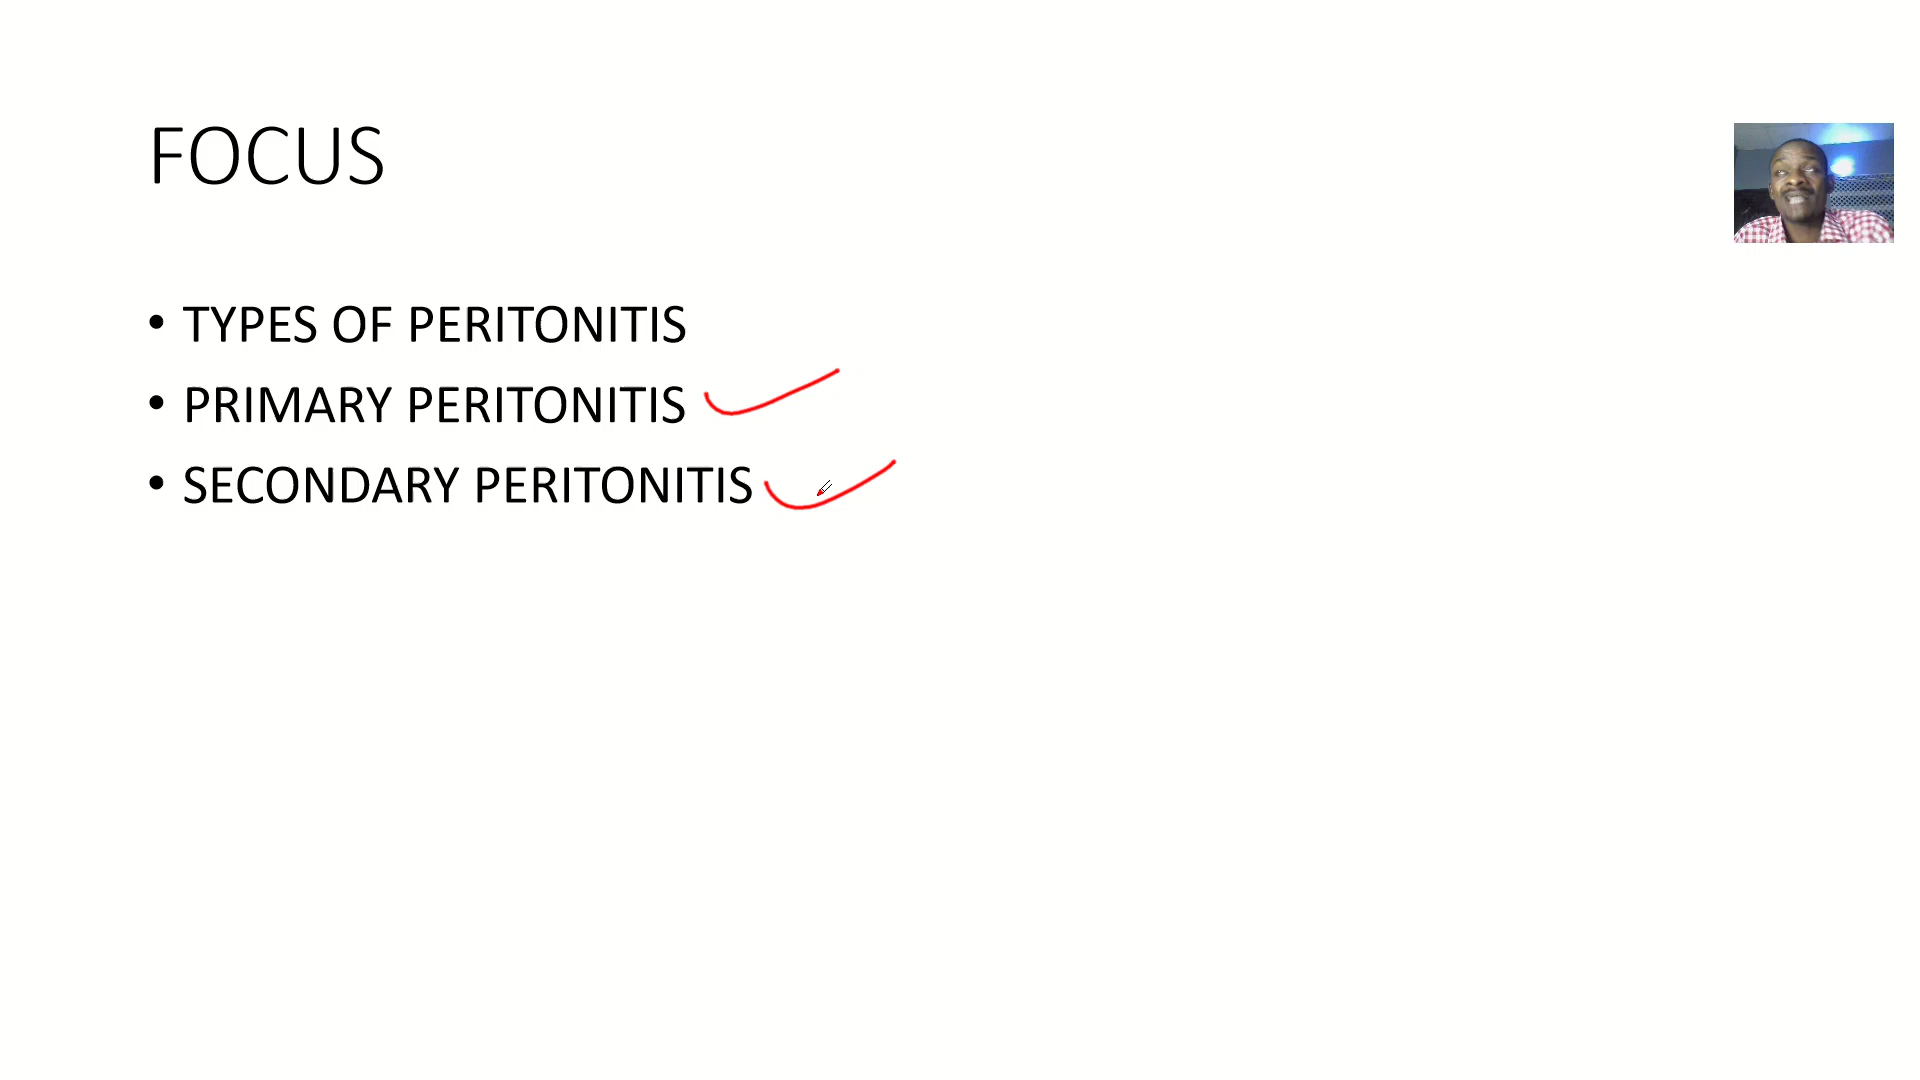 FOCUS
• TYPES OF PERITONITIS
• PRIMARY PERITONITIS
• SECONDARY PERITONITIS